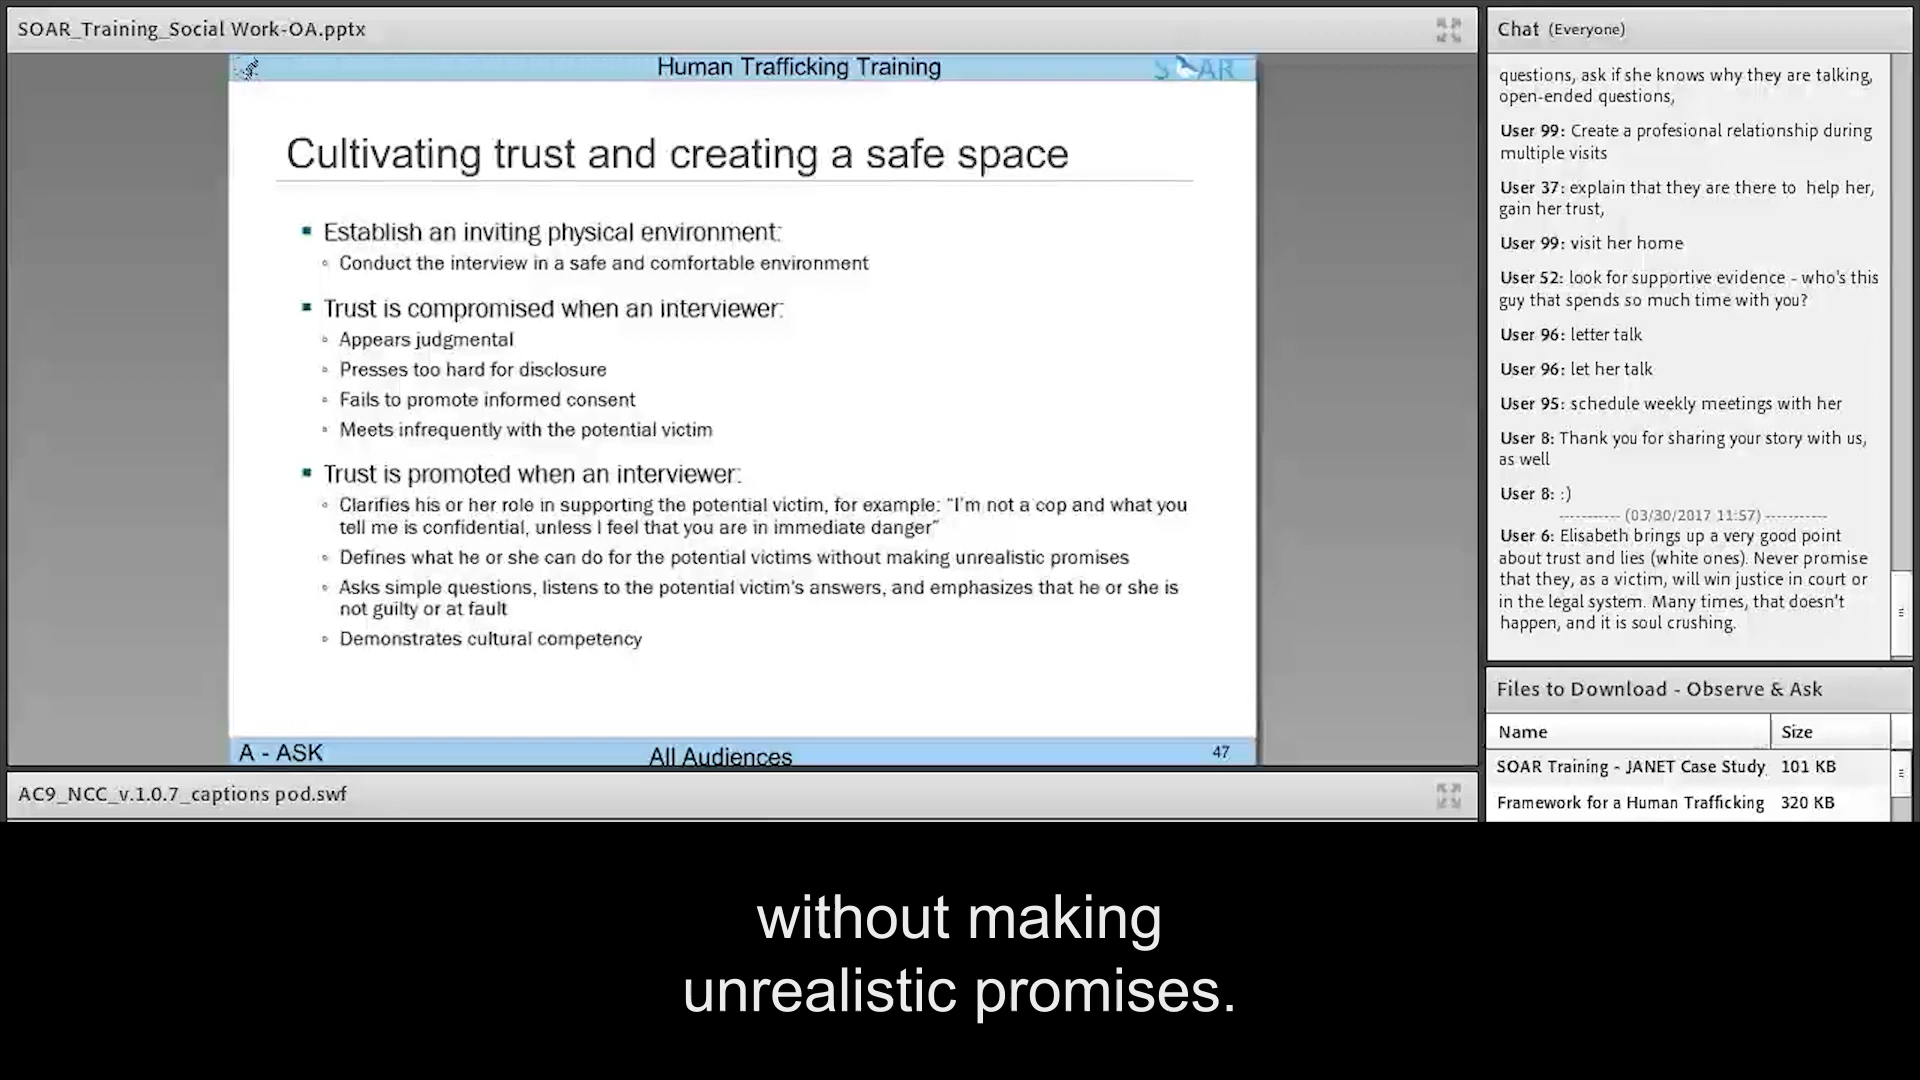 SOAR_Training_Social Work-OA.pptx
Human Trafficking Training
SOAR
Cultivating trust and creating a safe space
Establish an inviting physical environment:
Conduct the interview in a safe and comfortable environment
Trust is compromised when an interviewer:
Appears judgmental
Presses too hard for disclosure
Fails to promote informed consent
Meets infrequently with the potential victim
Trust is promoted when an interviewer:
Clarifies his or her role in supporting the potential victim, for example: “I'm not a cop and what you
tell me is confidential, unless I feel that you are in immediate danger”
Defines what he or she can do for the potential victims without making unrealistic promises
Asks simple questions, listens to the potential victim's answers, and emphasizes that he or she is
not guilty or at fault
Demonstrates cultural competency
A - ASK
All Audiences
47
AC9_NCC_v.1.0.7_captions pod.swf
without making
unrealistic promises.
Chat (Everyone)
questions, ask if she knows why they are talking,
open-ended questions,
User 99: Create a profesional relationship during
multiple visits
User 37: explain that they are there to  help her,
gain her trust,
User 99: visit her home
User 52: look for supportive evidence - who's this
guy that spends so much time with you?
User 96: letter talk
User 96: let her talk
User 95: schedule weekly meetings with her
User 8: Thank you for sharing your story with us,
as well
User 8: :)
---------- (03/30/2017 11:57) ----------
User 6: Elisabeth brings up a very good point
about trust and lies (white ones). Never promise
that they, as a victim, will win justice in court or
in the legal system. Many times, that doesn't
happen, and it is soul crushing.
Files to Download - Observe & Ask
Name Size
SOAR Training - JANET Case Study 101 KB
Framework for a Human Trafficking 320 KB